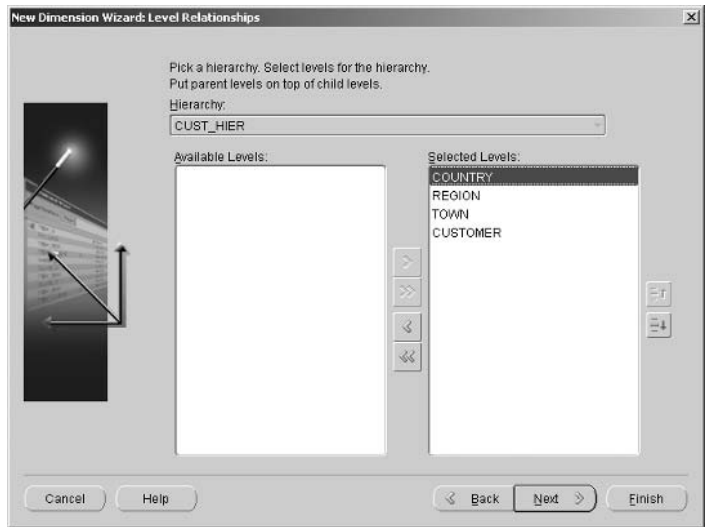 New Dimension Wizard: Level Relationships
Pick a hierarchy. Select levels for the hierarchy.
Put parent levels on top of child levels.
Hierarchy:
CUST_HIER
Available Levels:
Selected Levels:
COUNTRY
REGION
TOWN
CUSTOMER
Cancel
Help
Back
Next
Finish